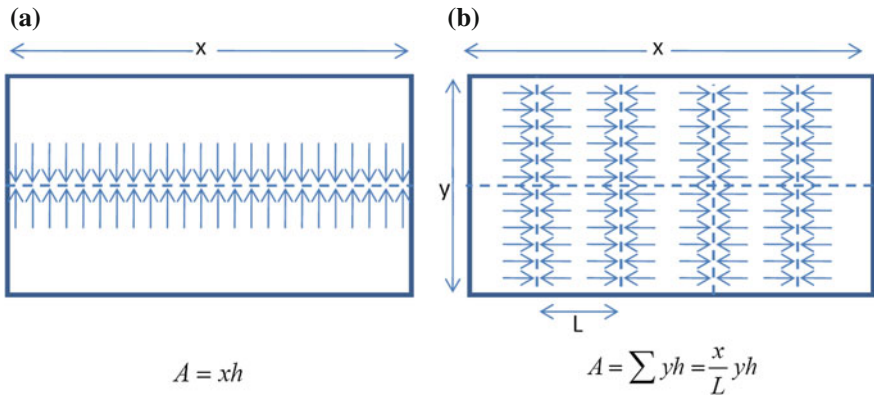 (a)
x
A = xh
(b)
x
y
L
A = ∑ yh = x/L yh